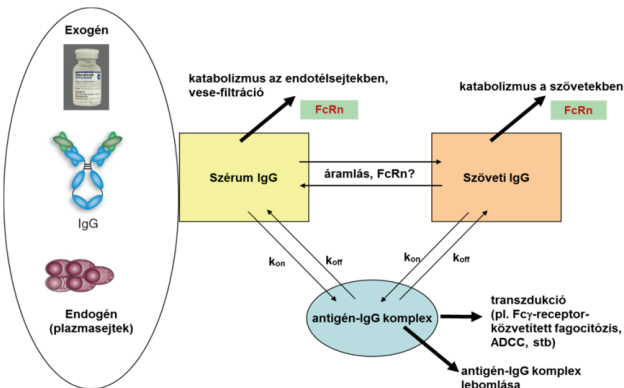 Exogén
IgG
Endogén
(plazmasejtek)
katabolizmus az endotélsejtekben,
vese-filtráció
FcRn
katabolizmus a szövetekben
FcRn
Szérum IgG
áramlás, FcRn?
Szöveti IgG
kon
koff
kon
koff
antigén-IgG komplex
transzdukció
(pl. Fcγ-receptor-
közvetített fagocitózis,
ADCC, stb)
antigén-IgG komplex
lebomlása